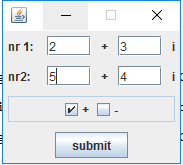 nr 1: 2 + 3 i
nr2: 5 + 4 i
+ -
submit